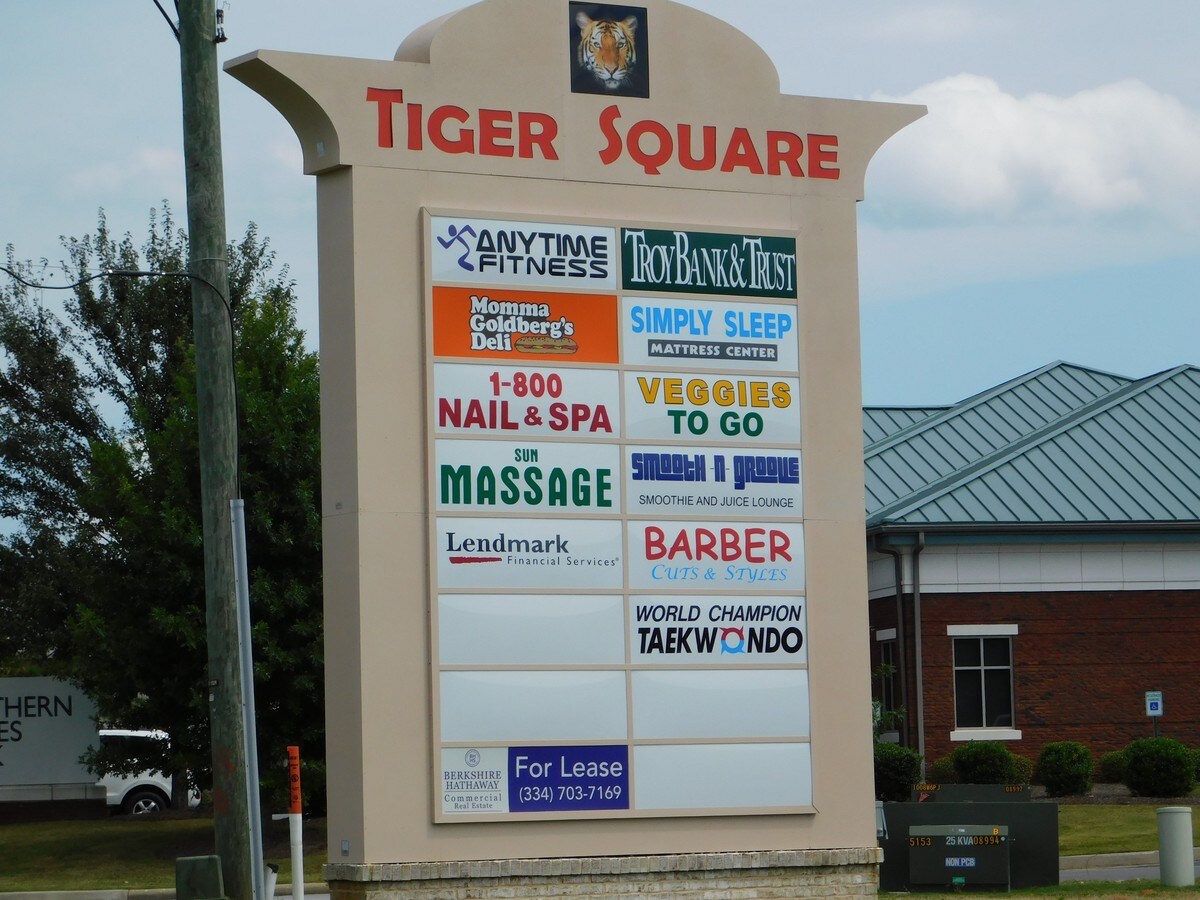 TIGER SQUARE
ANYTIME
FITNESS
TROY BANK & TRUST
Momma
Goldberg's
Deli
SIMPLY SLEEP
MATTRESS CENTER
1-800
NAIL & SPA
VEGGIES
TO GO
SUN
MASSAGE
SMOOTH-N-GROOVE
SMOOTHIE AND JUICE LOUNGE
Lendmark
Financial Services
BARBER
CUTS & STYLES
WORLD CHAMPION
TAEKWONDO
BERKSHIRE
HATHAWAY
Commercial
Real Estate
For Lease
(334) 703-7169
THERN
ES
5153
25 KVA
08994
B
NON PCB